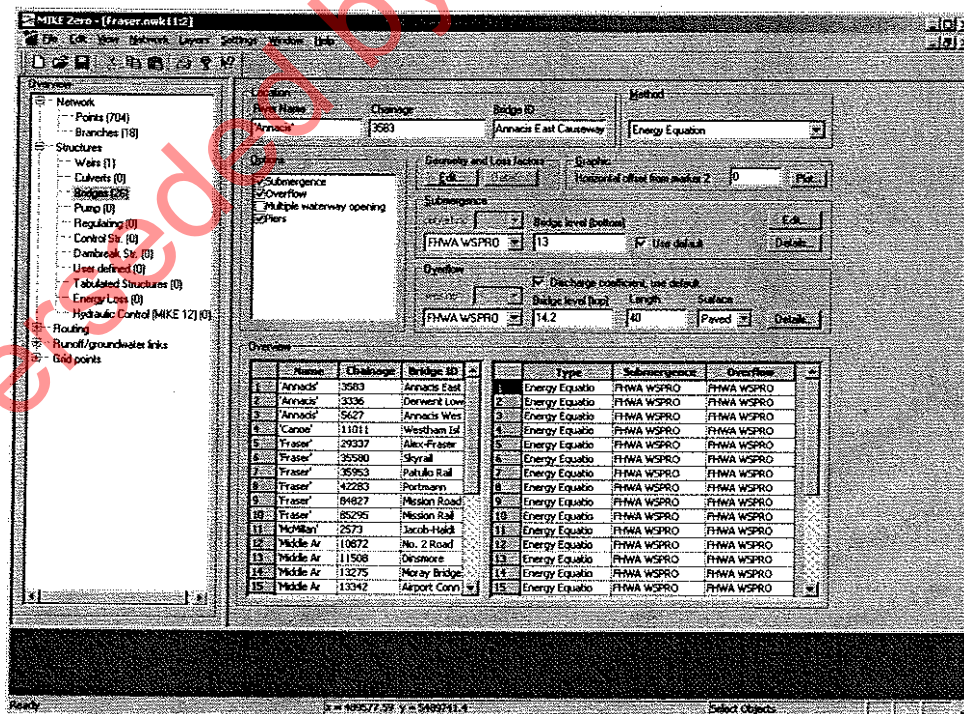 MIKE Zero - [fraser.nwk11:2]
File Edit View Network Layers Settings Window Help
Overview
Network
Points (704)
Branches (18)
Structures
Weirs (1)
Culverts (0)
Bridges (26)
Pump (0)
Regulating (0)
Control Str. (0)
Dambreak Str. (0)
User defined (0)
Tabulated Structures (0)
Energy Loss (0)
Hydraulic Control (MIKE 12) (0)
Routing
Runoff/groundwater links
Grid points
Location
River Name Chainage Bridge ID
'Annacis' 3583 Annacis East Causeway
Method
Energy Equation
Options
Submergence
Overflow
Multiple waterway opening
Piers
Geometry and Loss factors
Edit... Details...
Graphic
Horizontal offset from marker 2 0 Plot...
Submergence
Bridge level (bottom) Edit...
FHWA WSPRO 13 Use default Details...
Overflow
Discharge coefficient, use default
Bridge level (top) Length Surface
FHWA WSPRO 14.2 40 Paved Details...
Overview
Name Chainage Bridge ID Type Submergence Overflow
1 'Annacis' 3583 Annacis East 1 Energy Equatio FHWA WSPRO FHWA WSPRO
2 'Annacis' 3336 Derwent Low 2 Energy Equatio FHWA WSPRO FHWA WSPRO
3 'Annacis' 5627 Annacis Wes 3 Energy Equatio FHWA WSPRO FHWA WSPRO
4 'Canoe' 11011 Westham Isl 4 Energy Equatio FHWA WSPRO FHWA WSPRO
5 'Fraser' 29337 Alex-Fraser 5 Energy Equatio FHWA WSPRO FHWA WSPRO
6 'Fraser' 35580 Skyrail 6 Energy Equatio FHWA WSPRO FHWA WSPRO
7 'Fraser' 35953 Patullo Rail 7 Energy Equatio FHWA WSPRO FHWA WSPRO
8 'Fraser' 42283 Portmann 8 Energy Equatio FHWA WSPRO FHWA WSPRO
9 'Fraser' 84827 Mission Road 9 Energy Equatio FHWA WSPRO FHWA WSPRO
10 'Fraser' 85295 Mission Rail 10 Energy Equatio FHWA WSPRO FHWA WSPRO
11 'McMillan' 2573 Jacob-Haldi 11 Energy Equatio FHWA WSPRO FHWA WSPRO
12 'Middle Ar 10872 No. 2 Road 12 Energy Equatio FHWA WSPRO FHWA WSPRO
13 'Middle Ar 11508 Dinsmore 13 Energy Equatio FHWA WSPRO FHWA WSPRO
14 'Middle Ar 13275 Moray Bridge 14 Energy Equatio FHWA WSPRO FHWA WSPRO
15 'Middle Ar 13342 Airport Conn 15 Energy Equatio FHWA WSPRO FHWA WSPRO
Ready x = 489577.59 y = 5489741.4 Select Objects
erseded by